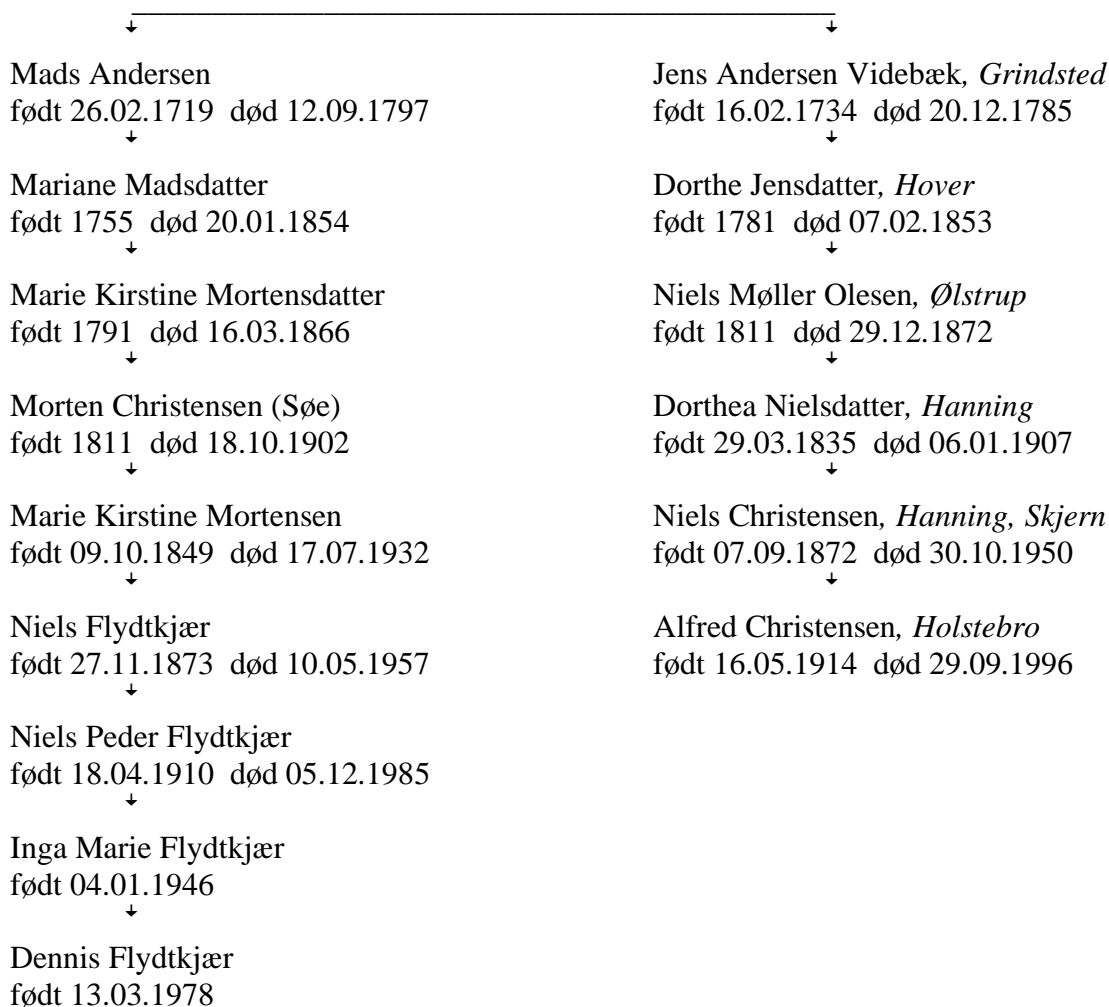 Mads Andersen
født 26.02.1719 død 12.09.1797
Mariane Madsdatter
født 1755 død 20.01.1854
Marie Kirstine Mortensdatter
født 1791 død 16.03.1866
Morten Christensen (Søe)
født 1811 død 18.10.1902
Marie Kirstine Mortensen
født 09.10.1849 død 17.07.1932
Niels Flydtkjær
født 27.11.1873 død 10.05.1957
Niels Peder Flydtkjær
født 18.04.1910 død 05.12.1985
Inga Marie Flydtkjær
født 04.01.1946
Dennis Flydtkjær
født 13.03.1978
Jens Andersen Videbæk, Grindsted
født 16.02.1734 død 20.12.1785
Dorthe Jensdatter, Hover
født 1781 død 07.02.1853
Niels Møller Olesen, Ølstrup
født 1811 død 29.12.1872
Dorthea Nielsdatter, Hanning
født 29.03.1835 død 06.01.1907
Niels Christensen, Hanning, Skjern
født 07.09.1872 død 30.10.1950
Alfred Christensen, Holstebro
født 16.05.1914 død 29.09.1996